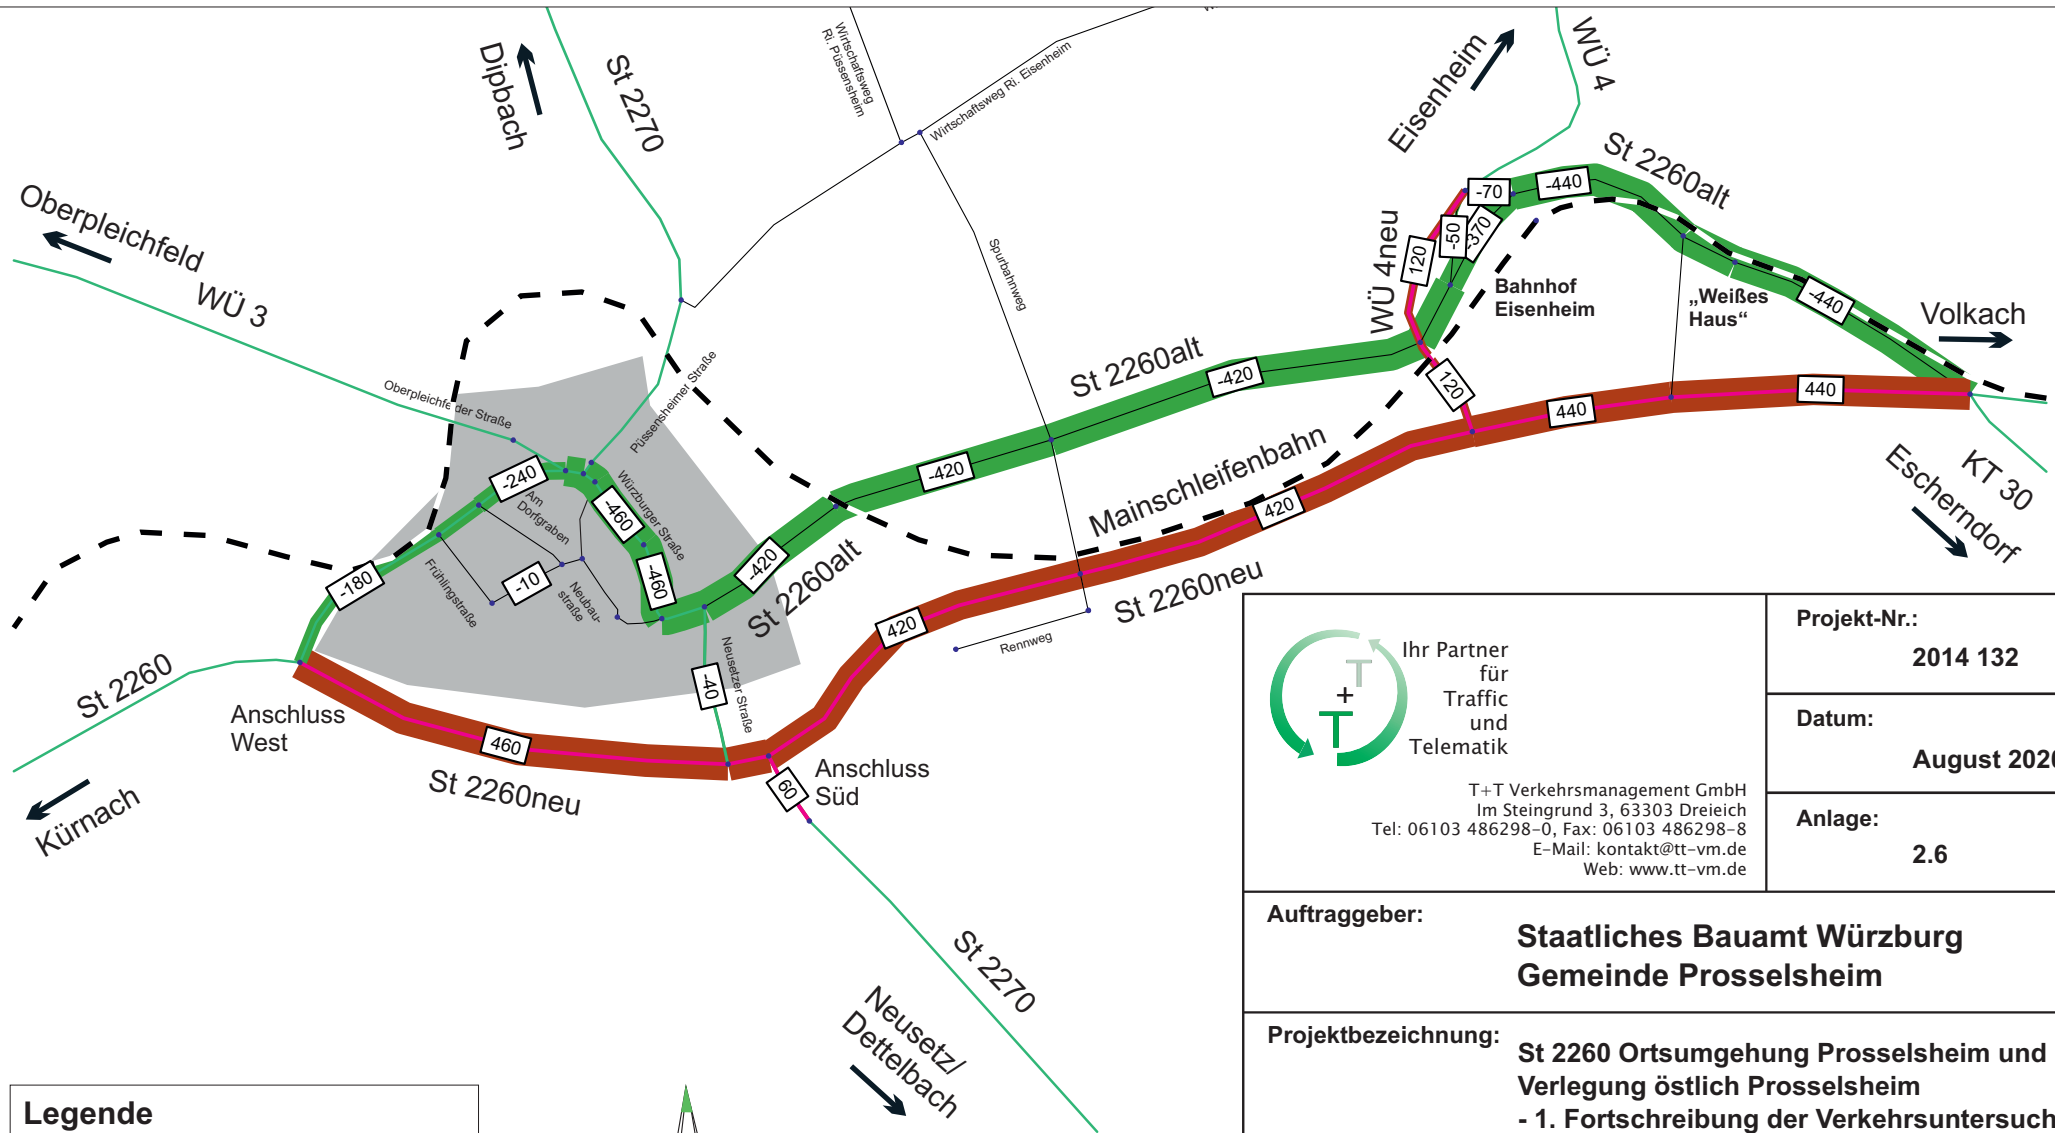 Dipbach
St 2270
Wirtschaftsweg
Ri. Püssensheim
Wirtschaftsweg Ri. Eisenheim
Eisenheim
WÜ 4
St 2260alt
Oberpleichfeld
WÜ 3
Spurbahnweg
-70
-440
-50
-370
120
WÜ 4neu
Bahnhof
Eisenheim
„Weißes
Haus“
-440
Volkach
St 2260alt
-420
120
440
440
Püssensheimer Straße
Mainschleifenbahn
-420
420
Escherndorf
KT 30
-240
Am
Dorfgraben
-460
Würzburger Straße
-460
-420
St 2260alt
-180
Frühlingstraße
-10
Neubau-
straße
St 2260neu
420
Rennweg
St 2260
Anschluss
West
-40
Neusetzer Straße
460
St 2260neu
60
Anschluss
Süd
Kürnach
St 2270
Neusetz/
Dettelbach
Legende
T
+
T
Ihr Partner
für
Traffic
und
Telematik
T+T Verkehrsmanagement GmbH
Im Steingrund 3, 63303 Dreieich
Tel: 06103 486298-0, Fax: 06103 486298-8
E-Mail: kontakt@tt-vm.de
Web: www.tt-vm.de
Projekt-Nr.:
2014 132
Datum:
August 2020
Anlage:
2.6
Auftraggeber:
Staatliches Bauamt Würzburg
Gemeinde Prosselsheim
Projektbezeichnung:
St 2260 Ortsumgehung Prosselsheim und
Verlegung östlich Prosselsheim
- 1. Fortschreibung der Verkehrsuntersuch